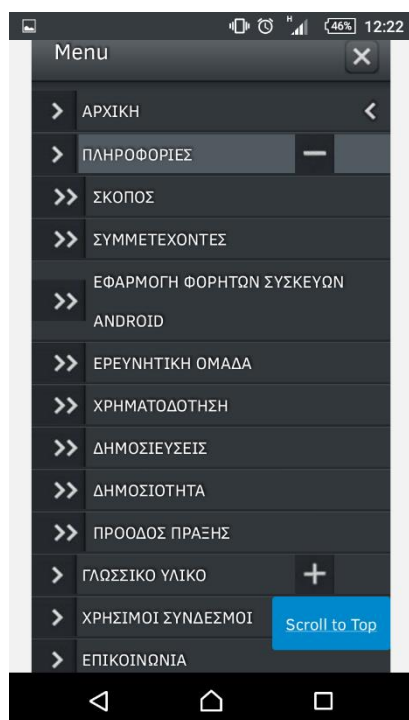 H 46% 12:22
Menu
ΑΡΧΙΚΗ
ΠΛΗΡΟΦΟΡΙΕΣ
ΣΚΟΠΟΣ
ΣΥΜΜΕΤΕΧΟΝΤΕΣ
ΕΦΑΡΜΟΓΗ ΦΟΡΗΤΩΝ ΣΥΣΚΕΥΩΝ
ANDROID
ΕΡΕΥΝΗΤΙΚΗ ΟΜΑΔΑ
ΧΡΗΜΑΤΟΔΟΤΗΣΗ
ΔΗΜΟΣΙΕΥΣΕΙΣ
ΔΗΜΟΣΙΟΤΗΤΑ
ΠΡΟΟΔΟΣ ΠΡΑΞΗΣ
ΓΛΩΣΣΙΚΟ ΥΛΙΚΟ
ΧΡΗΣΙΜΟΙ ΣΥΝΔΕΣΜΟΙ
Scroll to Top
ΕΠΙΚΟΙΝΩΝΙΑ